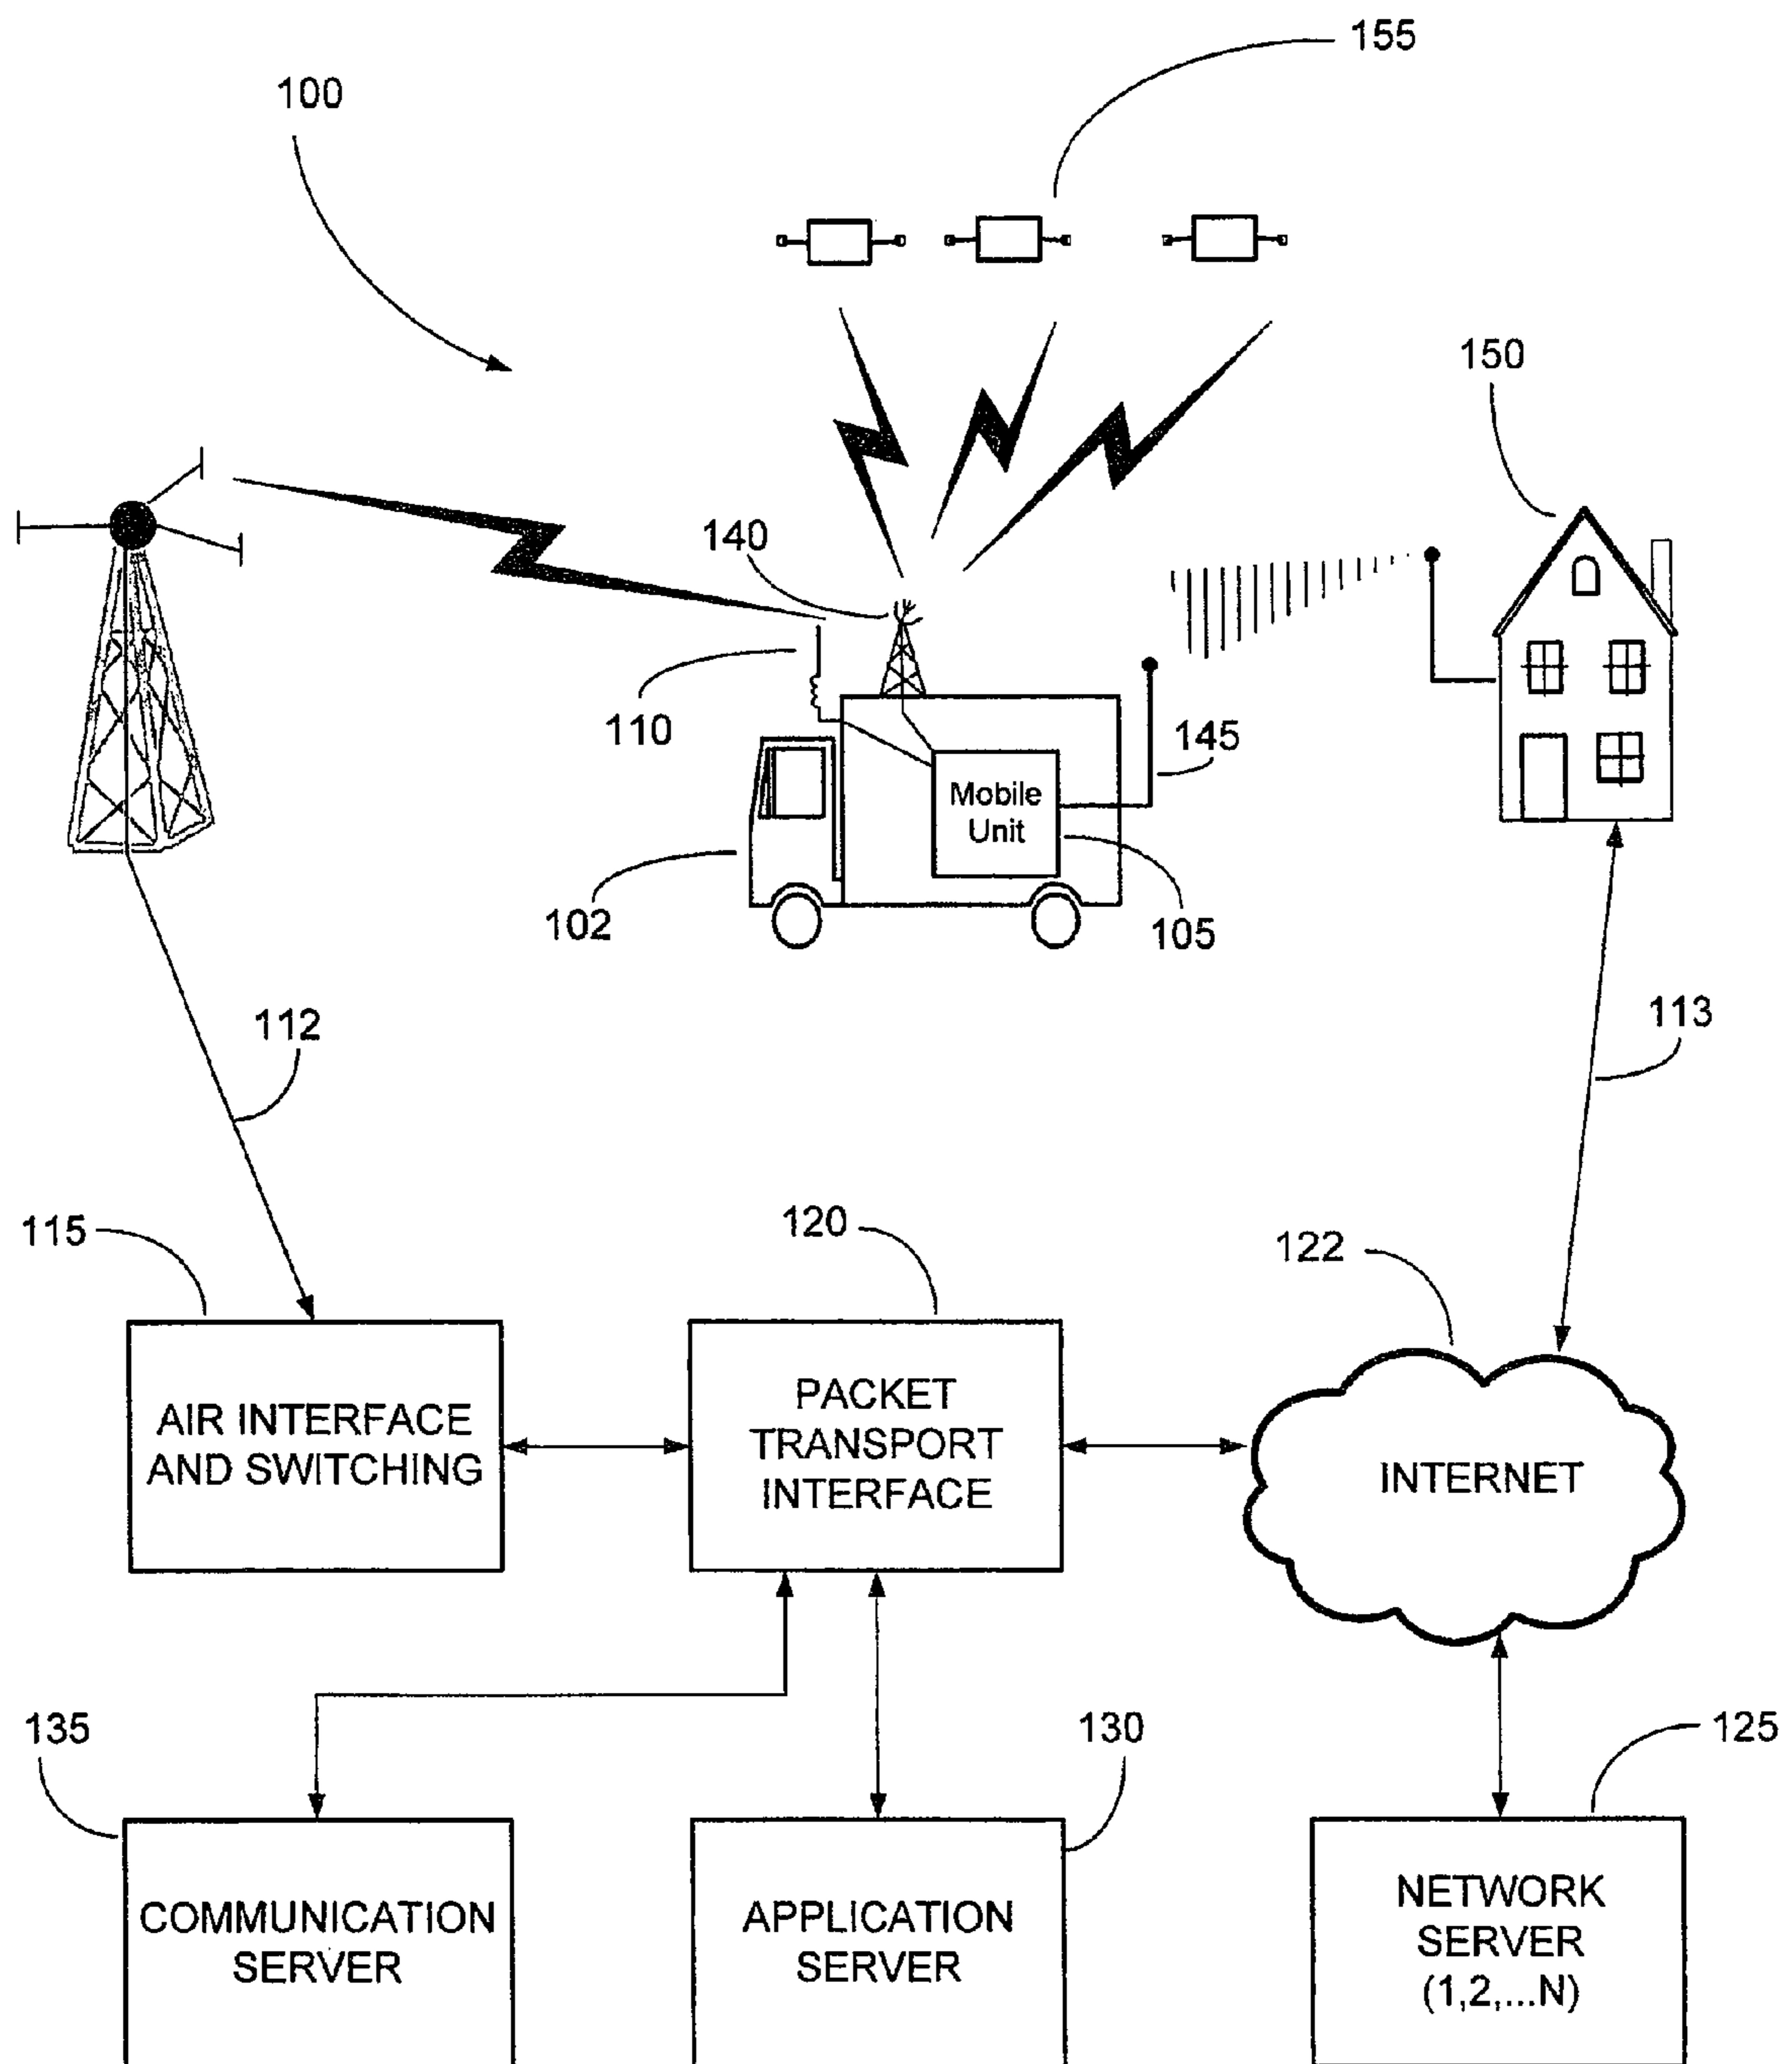 155
100
150
140
110
145
Mobile
Unit
102
105
112
113
115
120
122
AIR INTERFACE
AND SWITCHING
PACKET
TRANSPORT
INTERFACE
INTERNET
135
130
125
COMMUNICATION
SERVER
APPLICATION
SERVER
NETWORK
SERVER
(1,2,...N)